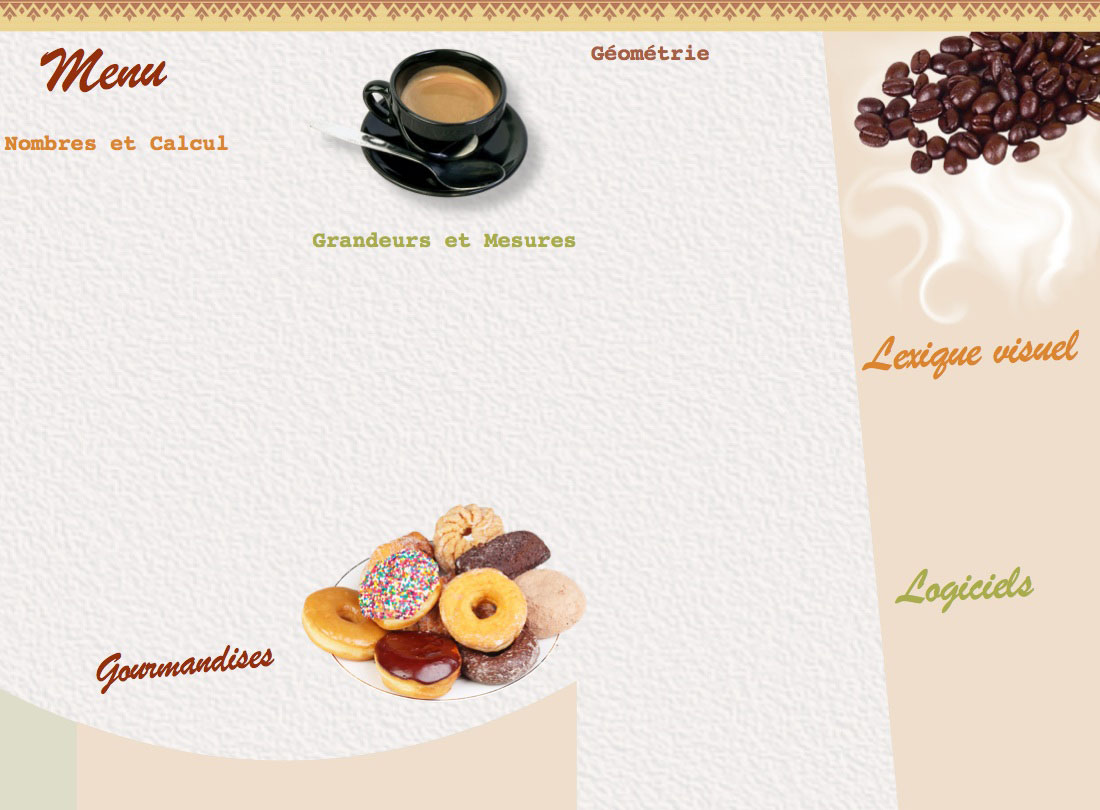 Menu
Nombres et Calcul
Grandeurs et Mesures
Géométrie
Lexique visuel
Logiciels
Gourmandises